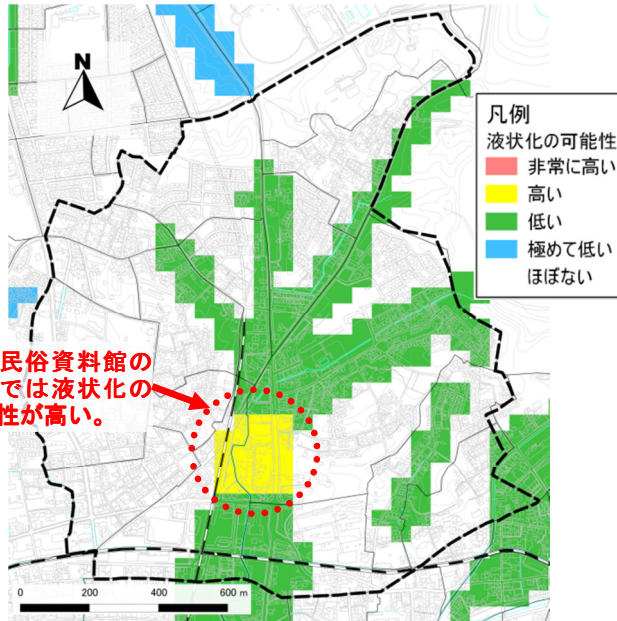 N
凡例
液状化の可能性
非常に高い
高い
低い
極めて低い
ほぼない
民俗資料館の
では液状化の
性が高い。
0 200 400 600 m